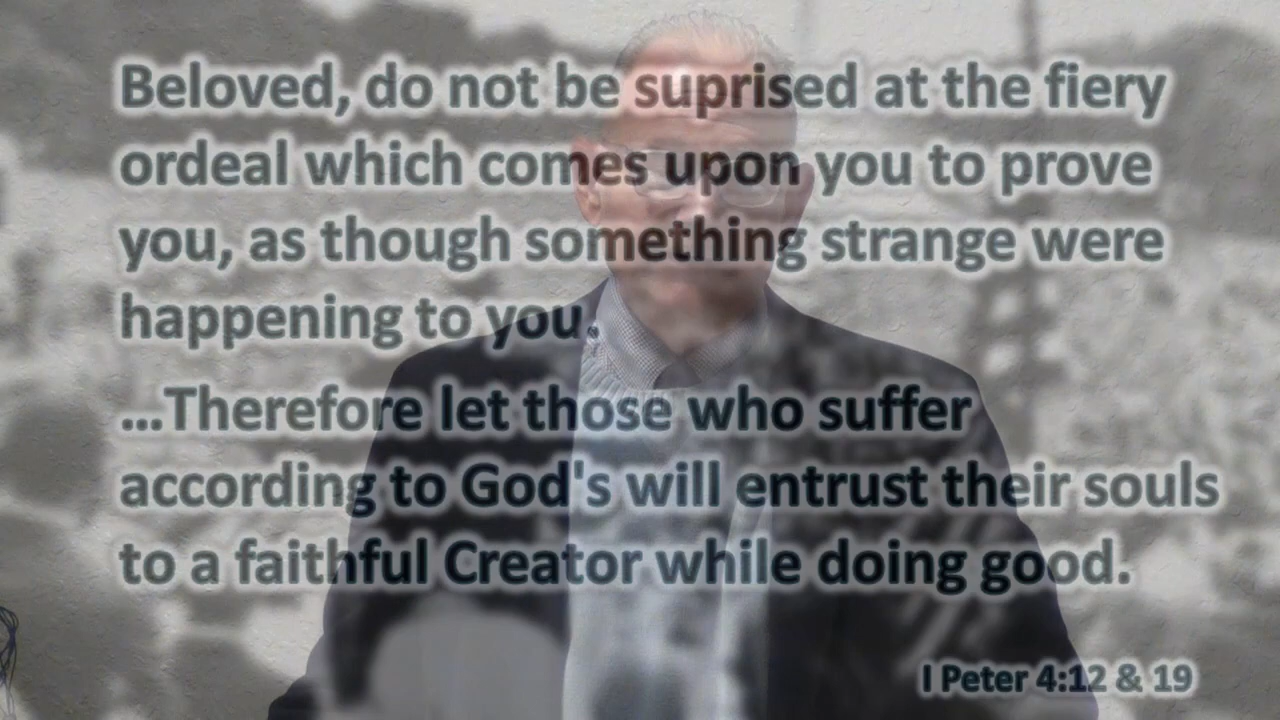 Beloved, do not be suprised at the fiery
ordeal which comes upon you to prove
you, as though something strange were
happening to you.
...Therefore let those who suffer
according to God's will entrust their souls
to a faithful Creator while doing good.
I Peter 4:12 & 19